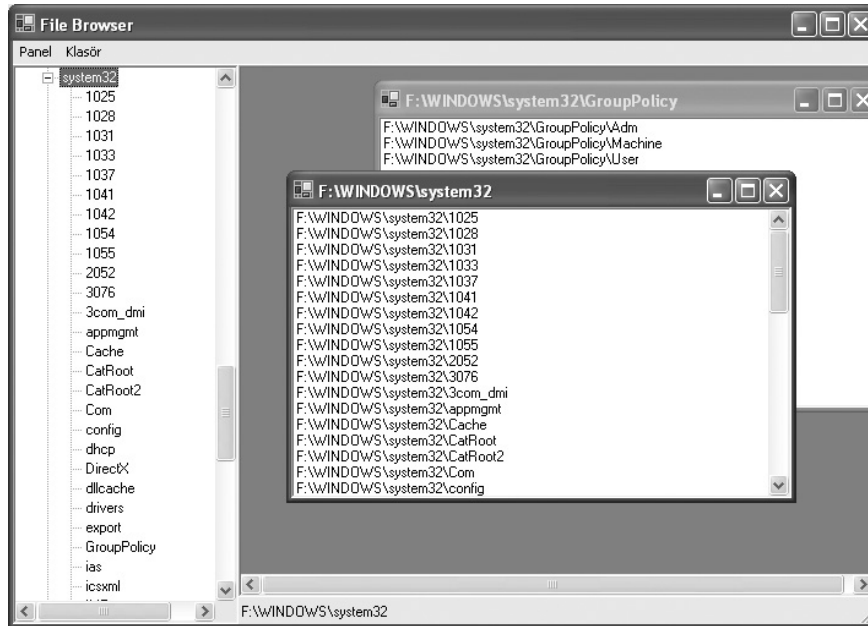 File Browser
Panel Klasör
system32
1025
1028
1031
1033
1037
1041
1042
1054
1055
2052
3076
3com_dmi
appmgmt
Cache
CatRoot
CatRoot2
Com
config
dhcp
DirectX
dllcache
drivers
export
GroupPolicy
ias
icsxml
F:\WINDOWS\system32\GroupPolicy
F:\WINDOWS\system32\GroupPolicy\Adm
F:\WINDOWS\system32\GroupPolicy\Machine
F:\WINDOWS\system32\GroupPolicy\User
F:\WINDOWS\system32
F:\WINDOWS\system32\1025
F:\WINDOWS\system32\1028
F:\WINDOWS\system32\1031
F:\WINDOWS\system32\1033
F:\WINDOWS\system32\1037
F:\WINDOWS\system32\1041
F:\WINDOWS\system32\1042
F:\WINDOWS\system32\1054
F:\WINDOWS\system32\1055
F:\WINDOWS\system32\2052
F:\WINDOWS\system32\3076
F:\WINDOWS\system32\3com_dmi
F:\WINDOWS\system32\appmgmt
F:\WINDOWS\system32\Cache
F:\WINDOWS\system32\CatRoot
F:\WINDOWS\system32\CatRoot2
F:\WINDOWS\system32\Com
F:\WINDOWS\system32\config
F:\WINDOWS\system32